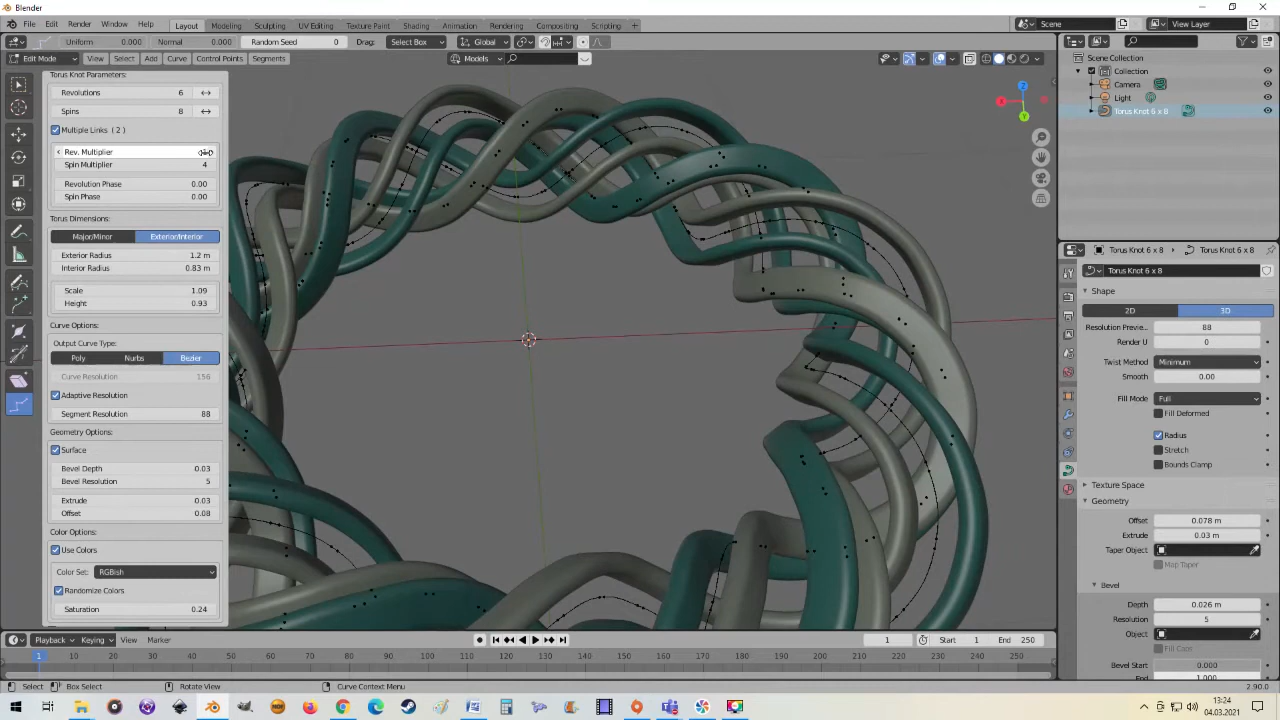 Blender
File Edit Render Window Help Layout Modeling Sculpting UV Editing Texture Paint Shading Animation Rendering Compositing Scripting + Scene View Layer
Uniform 0.000 Normal 0.000 Random Seed 0 Drag: Select Box Global
Edit Mode View Select Add Curve Control Points Segments Models
Torus Knot Parameters:
Revolutions 6
Spins 8
Multiple Links ( 2 )
Rev. Multiplier
Spin Multiplier 4
Revolution Phase 0.00
Spin Phase 0.00
Torus Dimensions:
Major/Minor Exterior/Interior
Exterior Radius 1.2 m
Interior Radius 0.83 m
Scale 1.09
Height 0.93
Curve Options:
Output Curve Type:
Poly Nurbs Bezier
Curve Resolution 156
Adaptive Resolution
Segment Resolution 88
Geometry Options:
Surface
Bevel Depth 0.03
Bevel Resolution 5
Extrude 0.03
Offset 0.08
Color Options:
Use Colors
Color Set: RGBish
Randomize Colors
Saturation 0.24
X
Y
Z
Scene Collection
Collection
Camera
Light
Torus Knot 6 x 8
Torus Knot 6 x 8 Torus Knot 6 x 8
Torus Knot 6 x 8
Shape
2D 3D
Resolution Previe... 88
Render U 0
Twist Method Minimum
Smooth 0.00
Fill Mode Full
Fill Deformed
Radius
Stretch
Bounds Clamp
Texture Space
Geometry
Offset 0.078 m
Extrude 0.03 m
Taper Object
Map Taper
Bevel
Depth 0.026 m
Resolution 5
Object
Fill Caps
Bevel Start 0.000
End 1.000
Playback Keying View Marker 1 Start 1 End 250
1 10 20 30 40 50 60 70 80 90 100 110 120 130 140 150 160 170 180 190 200 210 220 230 240 250
Select Box Select Rotate View Curve Context Menu 2.90.0
13:24
04.03.2021